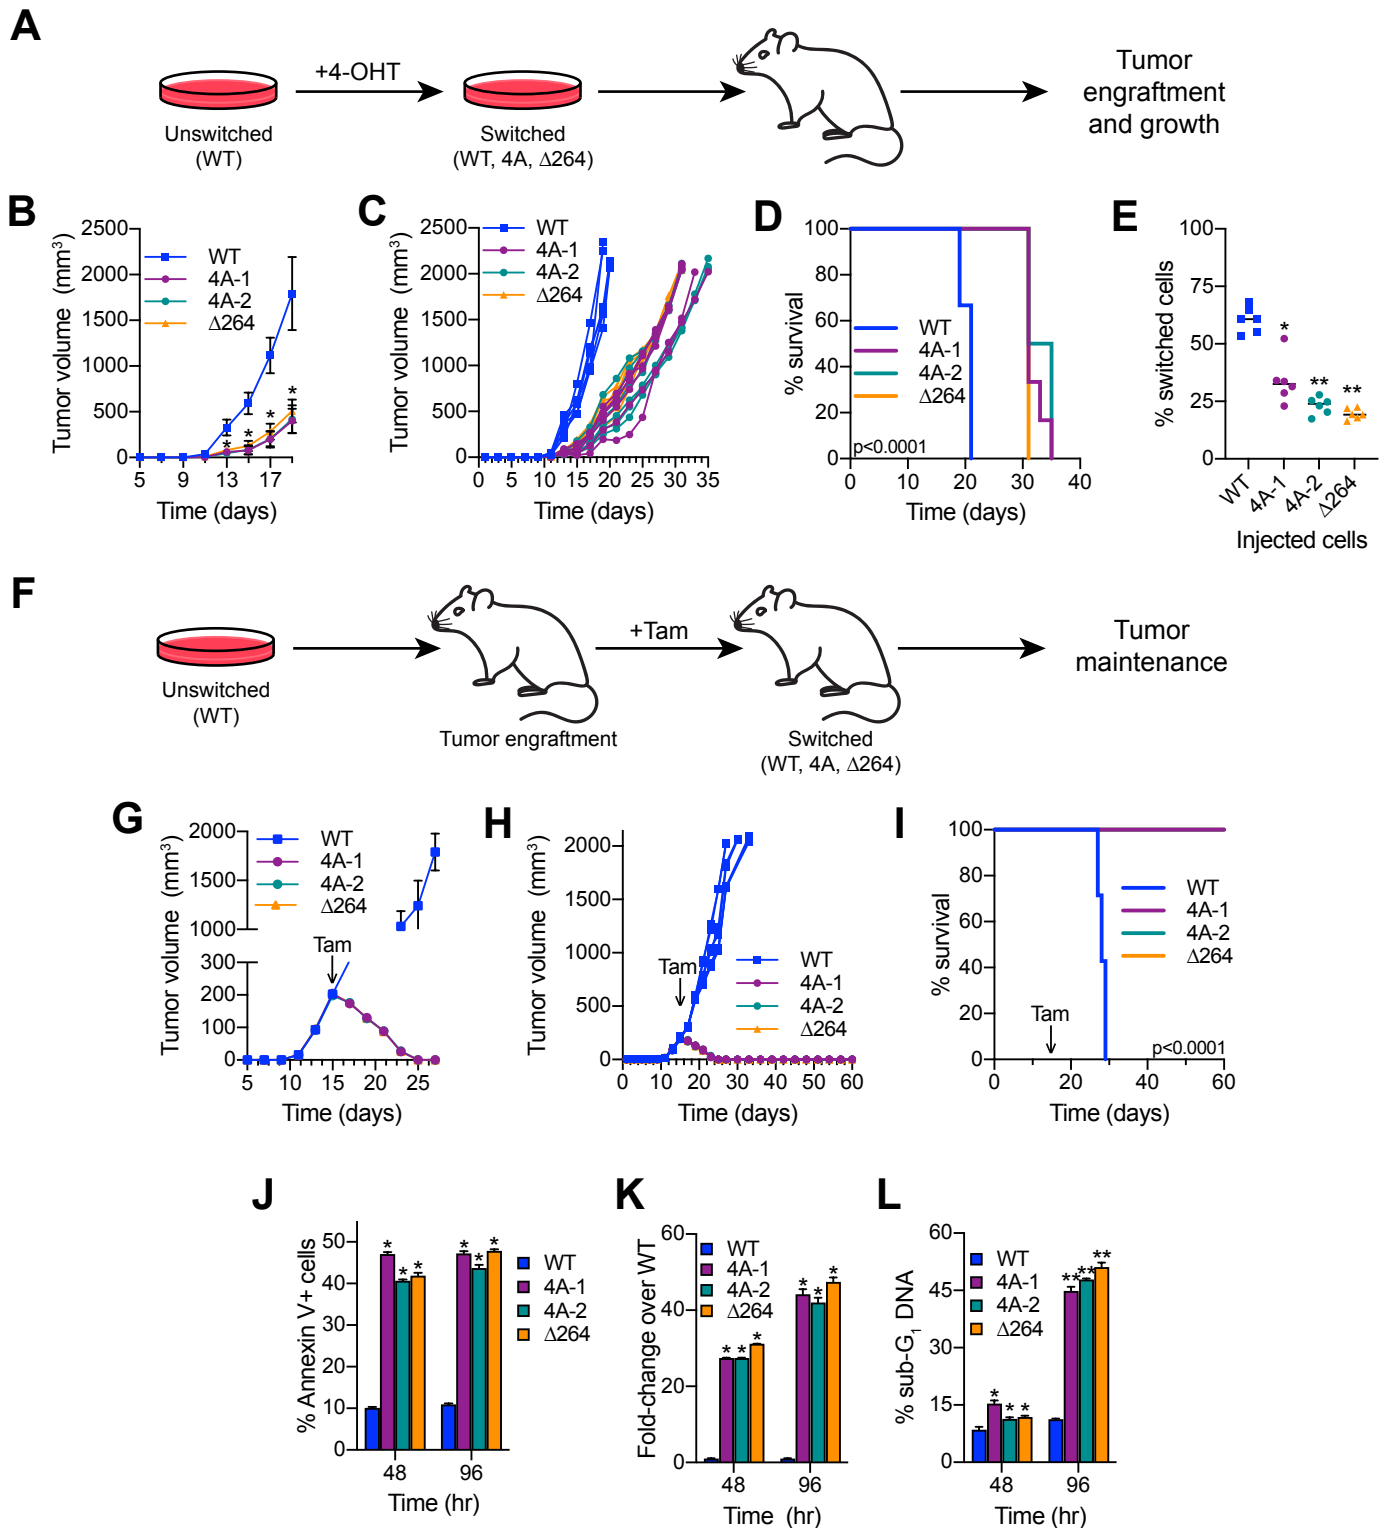 A
+4-OHT
Unswitched
(WT)
Switched
(WT, 4A, Δ264)
Tumor
engraftment
and growth
B
Tumor volume (mm³)
2500
2000
1500
1000
500
0
WT
4A-1
4A-2
Δ264
* * * *
5 9 13 17
Time (days)
C
Tumor volume (mm³)
2500
2000
1500
1000
500
0
WT
4A-1
4A-2
Δ264
0 5 10 15 20 25 30 35
Time (days)
D
% survival
100
80
60
40
20
0
WT
4A-1
4A-2
Δ264
p<0.0001
0 10 20 30 40
Time (days)
E
% switched cells
100
75
50
25
0
* ** **
WT 4A-1 4A-2 Δ264
Injected cells
F
Unswitched
(WT)
Tumor engraftment
+Tam
Switched
(WT, 4A, Δ264)
Tumor
maintenance
G
Tumor volume (mm³)
2000
1500
1000
300
200
100
0
WT
4A-1
4A-2
Δ264
Tam
5 10 15 20 25
Time (days)
H
Tumor volume (mm³)
2000
1500
1000
500
0
Tam
WT
4A-1
4A-2
Δ264
0 10 20 30 40 50 60
Time (days)
I
% survival
100
80
60
40
20
0
WT
4A-1
4A-2
Δ264
Tam
p<0.0001
0 20 40 60
Time (days)
J
% Annexin V+ cells
50
40
30
20
10
0
* * * * * *
WT
4A-1
4A-2
Δ264
48 96
Time (hr)
K
Fold-change over WT
60
40
20
0
WT
4A-1
4A-2
Δ264
* * * * * *
48 96
Time (hr)
L
% sub-G₁ DNA
60
45
30
15
0
WT
4A-1
4A-2
Δ264
* * * ** ** **
48 96
Time (hr)